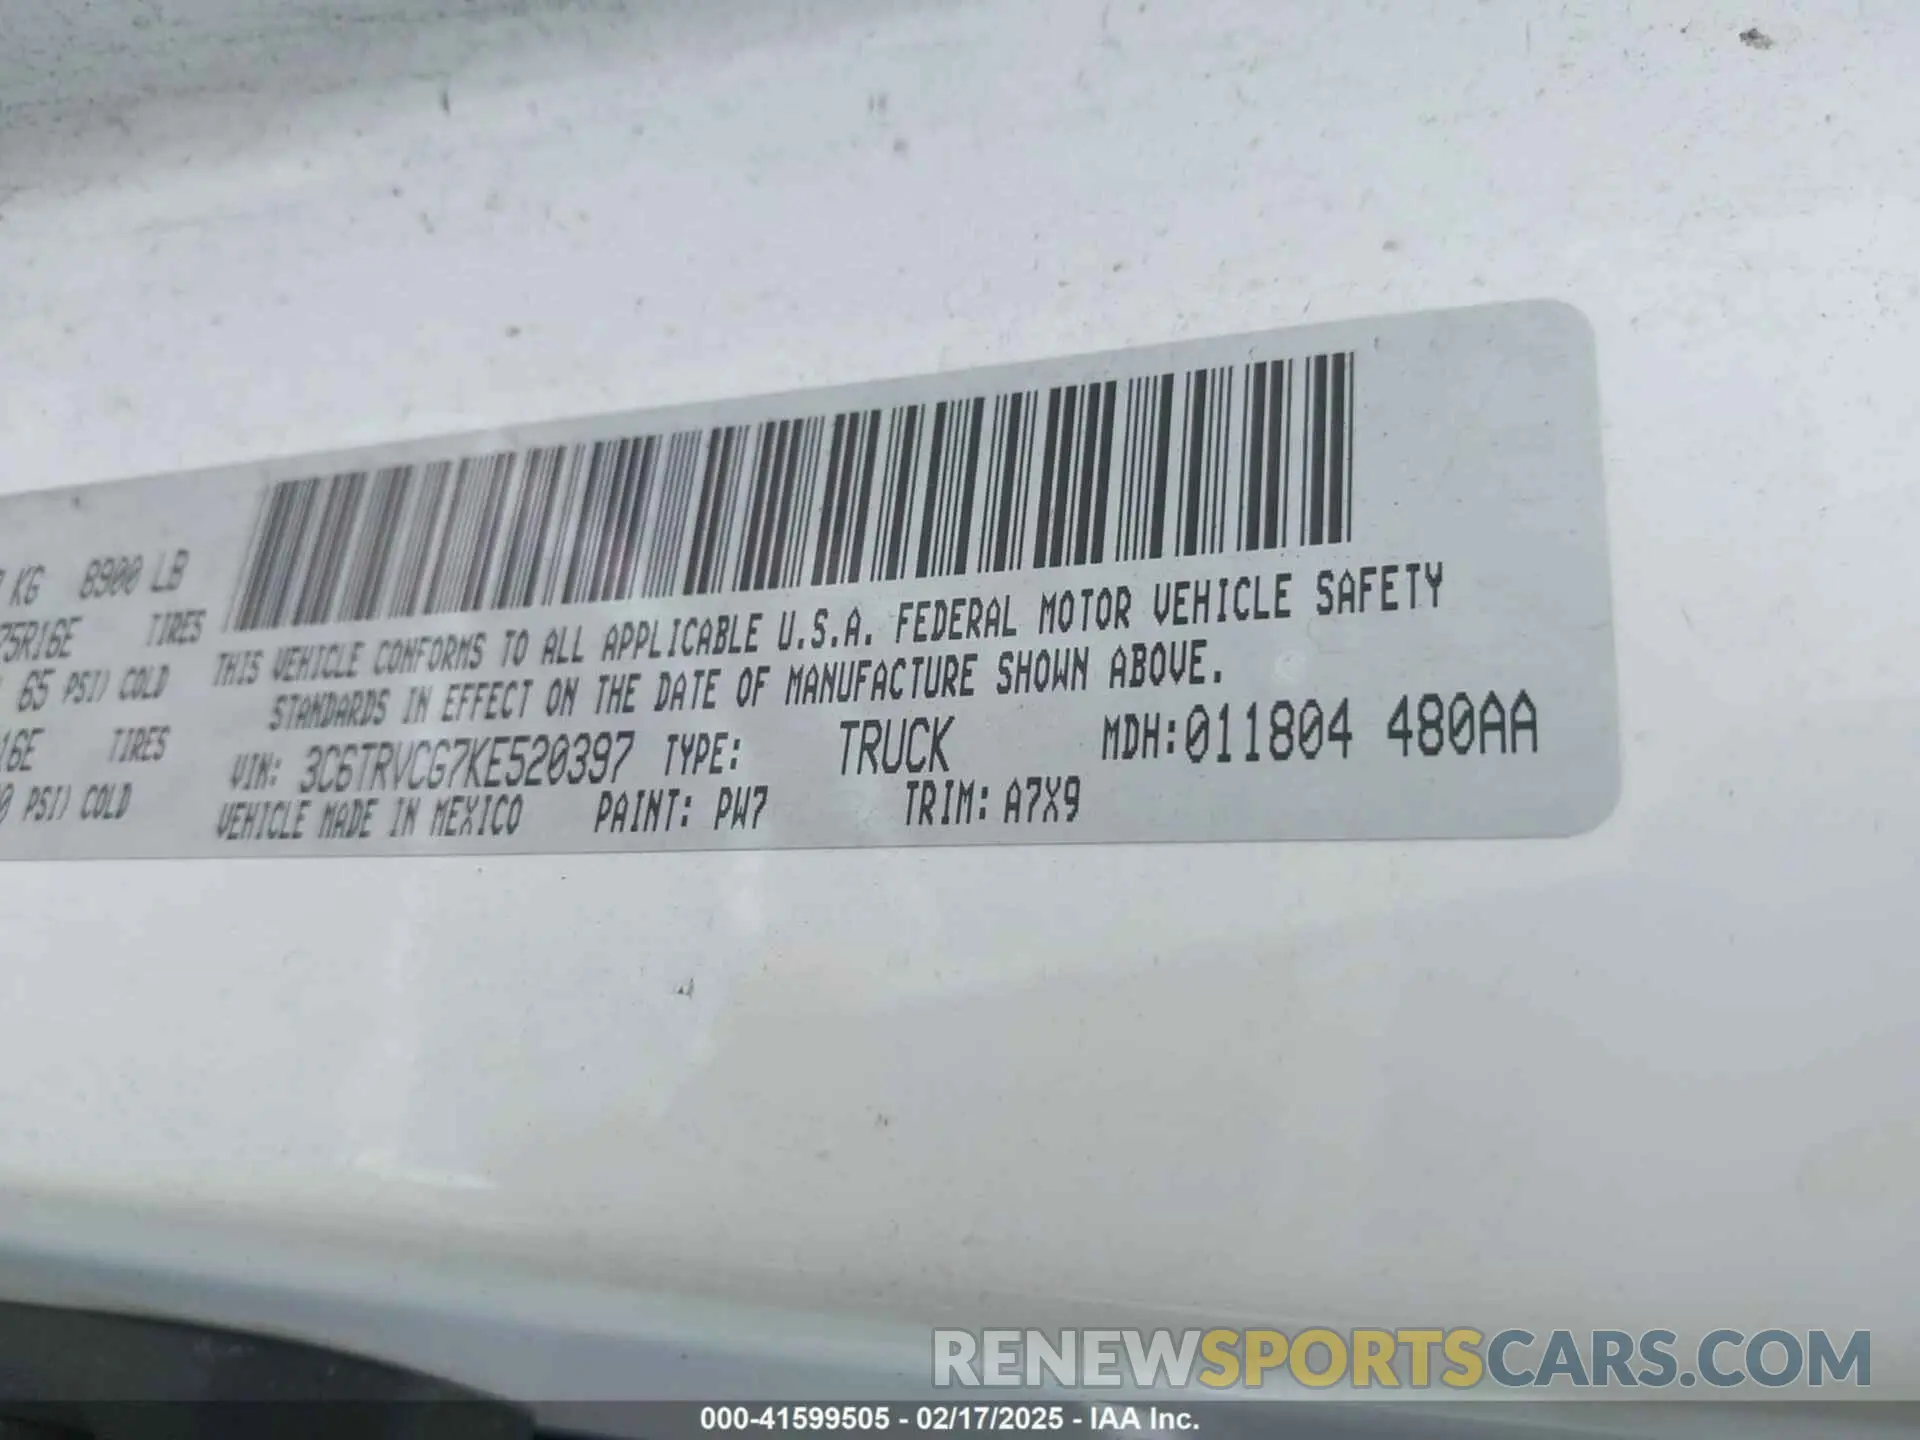 KG 8900 LB
75R16E TIRES
65 PSI) COLD
16E TIRES
PSI) COLD
THIS VEHICLE CONFORMS TO ALL APPLICABLE U.S.A. FEDERAL MOTOR VEHICLE SAFETY
STANDARDS IN EFFECT ON THE DATE OF MANUFACTURE SHOWN ABOVE.
VIN: 3C6TRVCG7KE520397 TYPE: TRUCK MDH:011804 480AA
VEHICLE MADE IN MEXICO PAINT: PW7 TRIM: A7X9
RENEWSPORTSCARS.COM
000-41599505 - 02/17/2025 - IAA Inc.